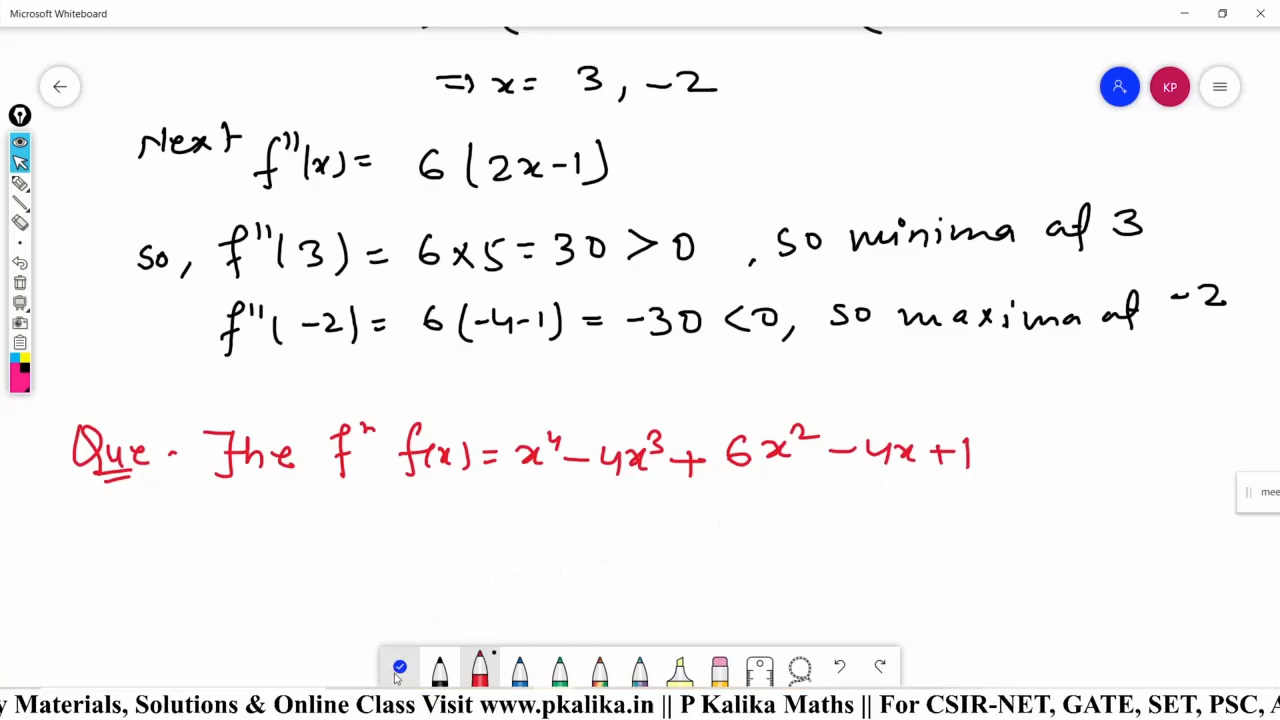 Microsoft Whiteboard
⇒ x = 3, -2
KP
Next f''(x) = 6(2x-1)
so, f''(3) = 6×5 = 30 > 0, so minima at 3
f''(-2) = 6(-4-1) = -30 < 0, so maxima at -2
Que. The fⁿ f(x) = x⁴ - 4x³ + 6x² - 4x + 1
mee
y Materials, Solutions & Online Class Visit www.pkalika.in || P Kalika Maths || For CSIR-NET, GATE, SET, PSC, A